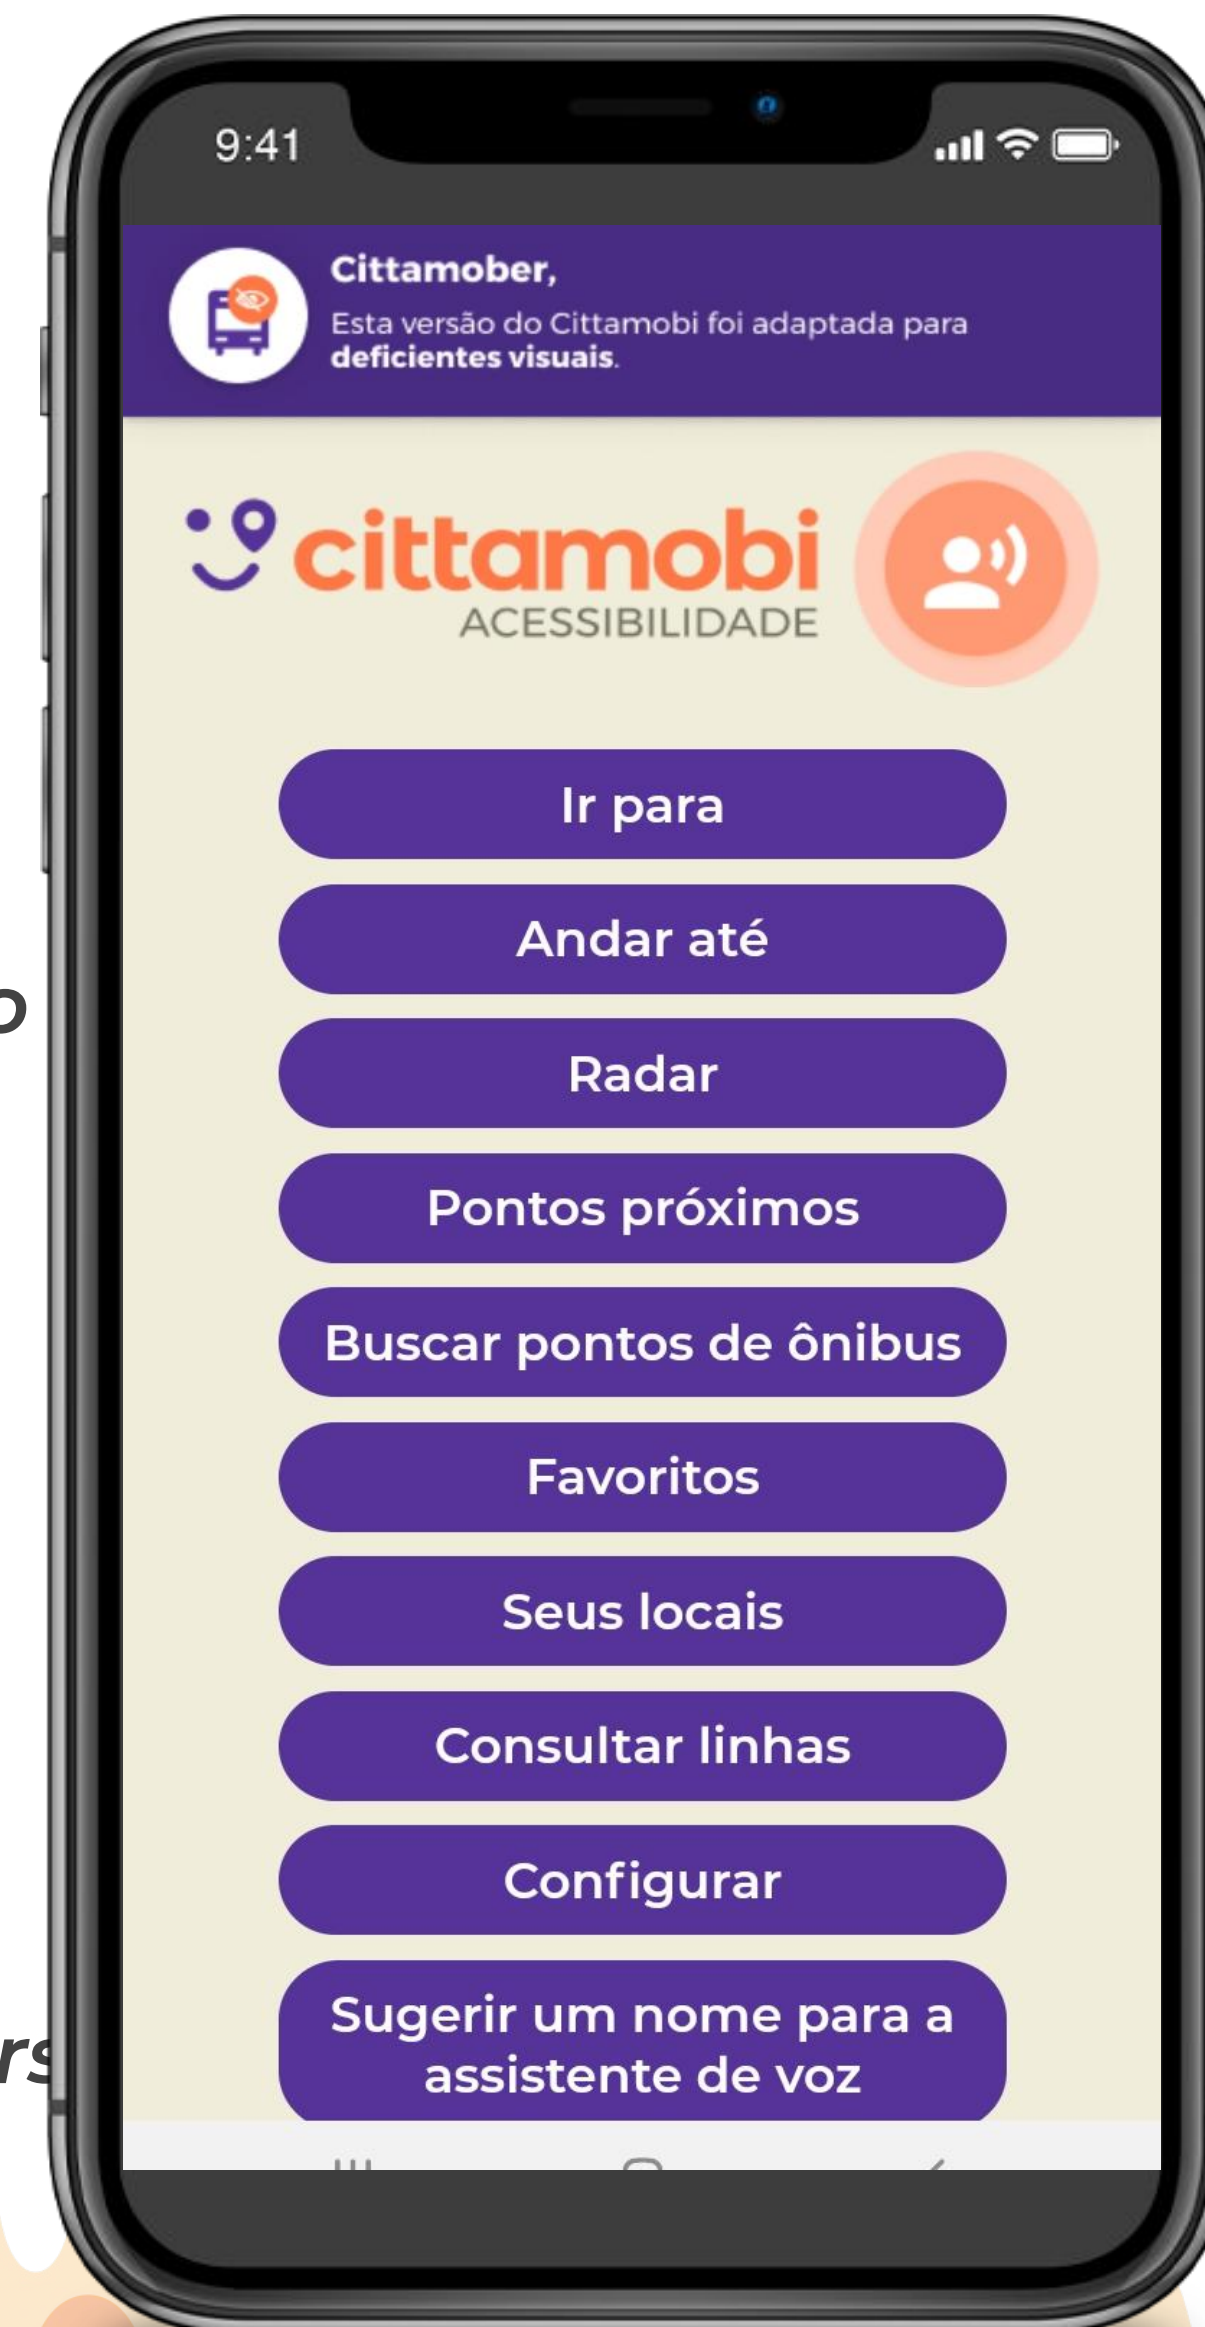 9:41
Cittamober,
Esta versão do Cittamobi foi adaptada para
deficientes visuais.
cittamobi
ACESSIBILIDADE
Ir para
Andar até
Radar
Pontos próximos
Buscar pontos de ônibus
Favoritos
Seus locais
Consultar linhas
Configurar
Sugerir um nome para a
assistente de voz